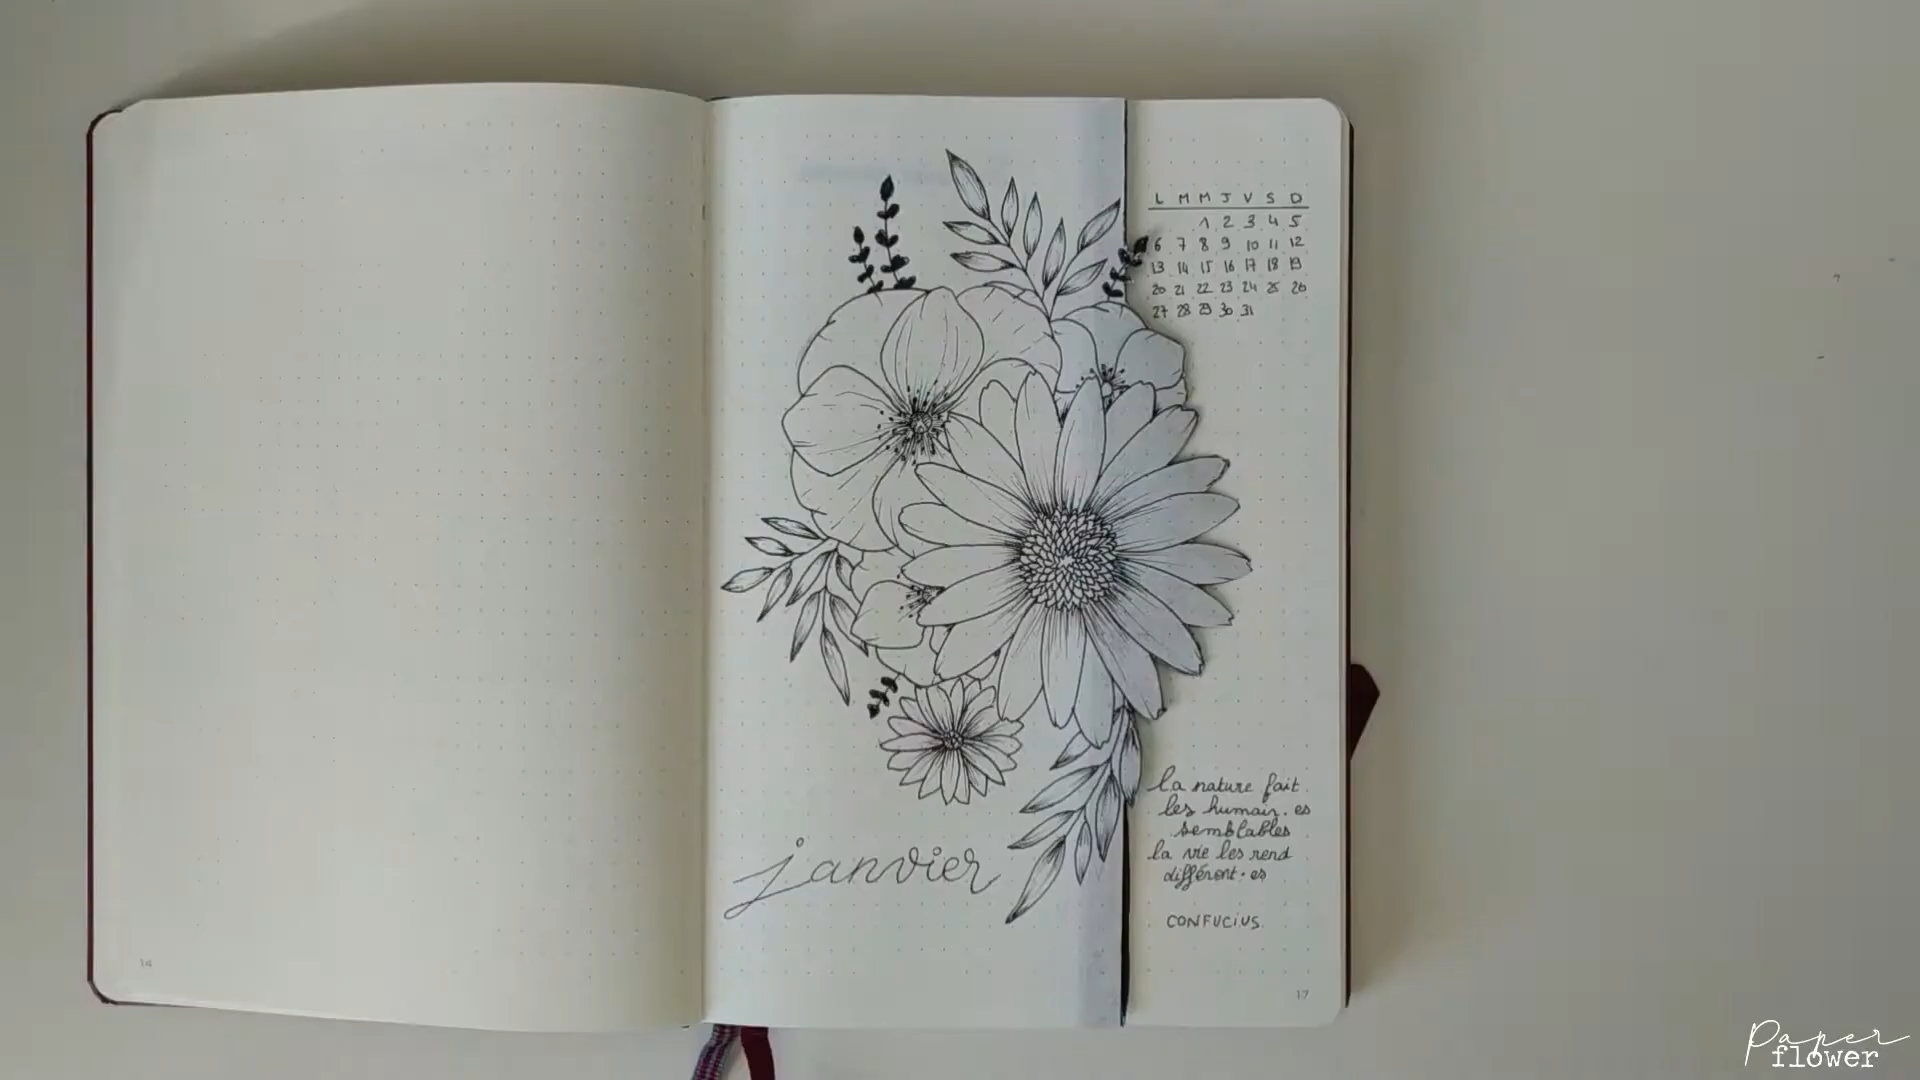 L M M J V S D
1 2 3 4 5
6 7 8 9 10 11 12
13 14 15 16 17 18 19
20 21 22 23 24 25 26
27 28 29 30 31
la nature fait
les humain.es
semblables
la vie les rend
différent.es
CONFUCIUS
janvier
14
17
Paper
flower